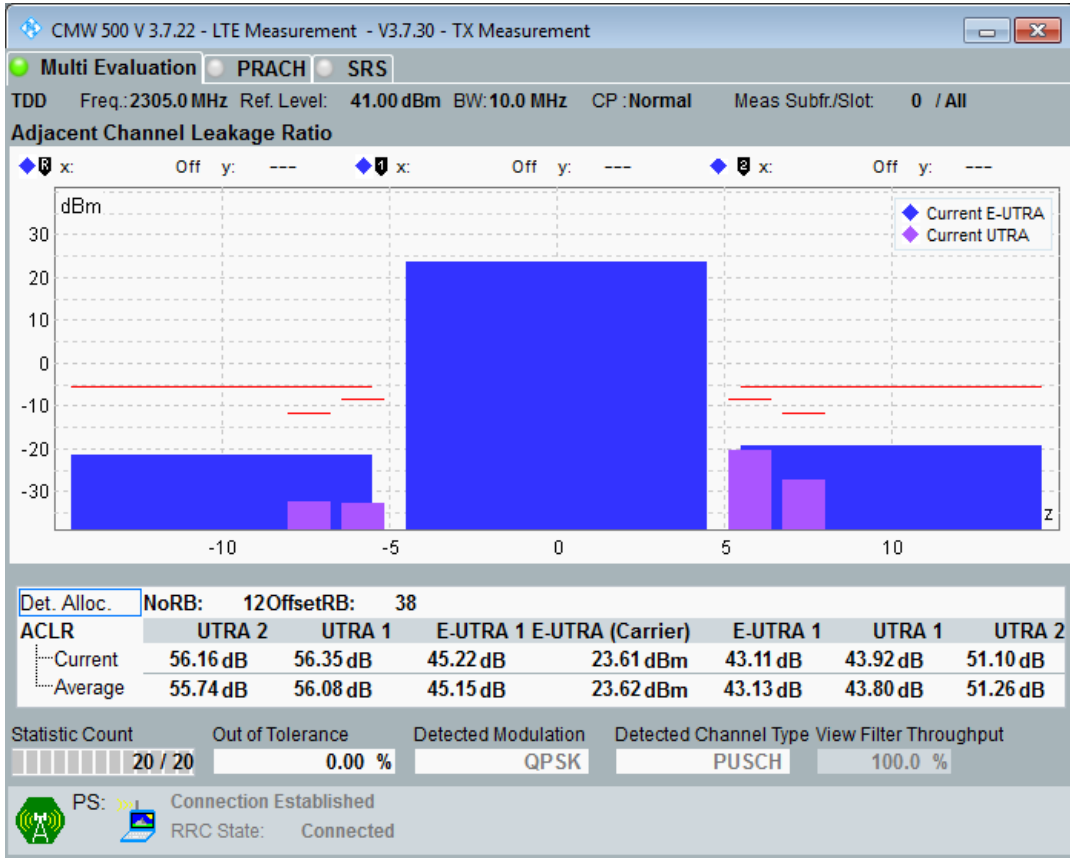 CMW 500 V 3.7.22 - LTE Measurement - V3.7.30 - TX Measurement
Multi Evaluation PRACH SRS
TDD Freq.: 2305.0 MHz Ref. Level: 41.00 dBm BW: 10.0 MHz CP : Normal Meas Subfr./Slot: 0 / All
Adjacent Channel Leakage Ratio
R x: Off y: --- 1 x: Off y: --- 2 x: Off y: ---
dBm
Current E-UTRA
Current UTRA
30
20
10
0
-10
-20
-30
z
-10 -5 0 5 10
Det. Alloc. NoRB: 12 OffsetRB: 38
ACLR UTRA 2 UTRA 1 E-UTRA 1 E-UTRA (Carrier) E-UTRA 1 UTRA 1 UTRA 2
Current 56.16 dB 56.35 dB 45.22 dB 23.61 dBm 43.11 dB 43.92 dB 51.10 dB
Average 55.74 dB 56.08 dB 45.15 dB 23.62 dBm 43.13 dB 43.80 dB 51.26 dB
Statistic Count Out of Tolerance Detected Modulation Detected Channel Type View Filter Throughput
20 / 20 0.00 % QPSK PUSCH 100.0 %
PS: Connection Established
RRC State: Connected